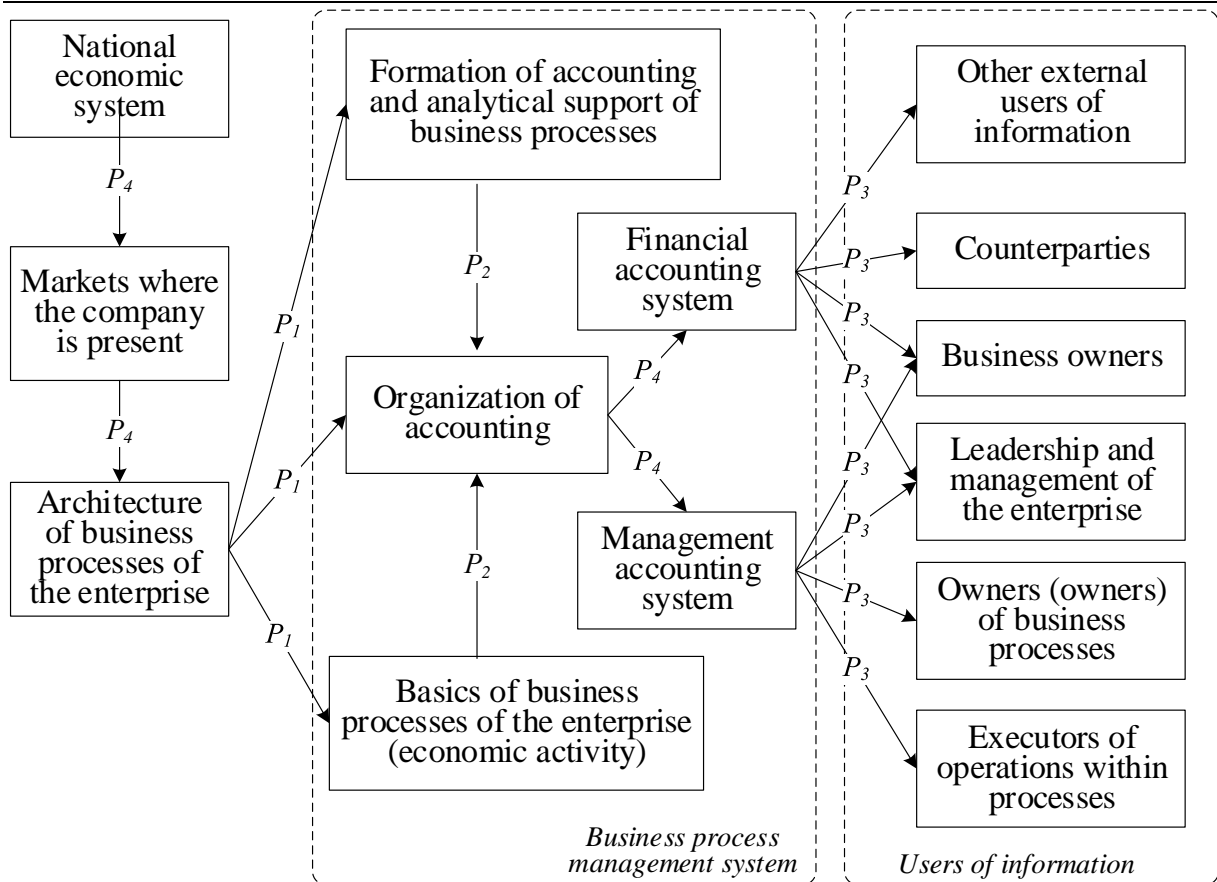 National
economic
system
P4
Markets where
the company
is present
P4
Architecture
of business
processes of
the enterprise
P1
P1
P1
Formation of accounting
and analytical support of
business processes
P2
Organization of
accounting
P2
Basics of business
processes of the enterprise
(economic activity)
P4
P4
Financial
accounting
system
Management
accounting
system
Business process
management system
P3
P3
P3
P3
P3
P3
P3
P3
Other external
users of
information
Counterparties
Business owners
Leadership and
management of
the enterprise
Owners (owners)
of business
processes
Executors of
operations within
processes
Users of information